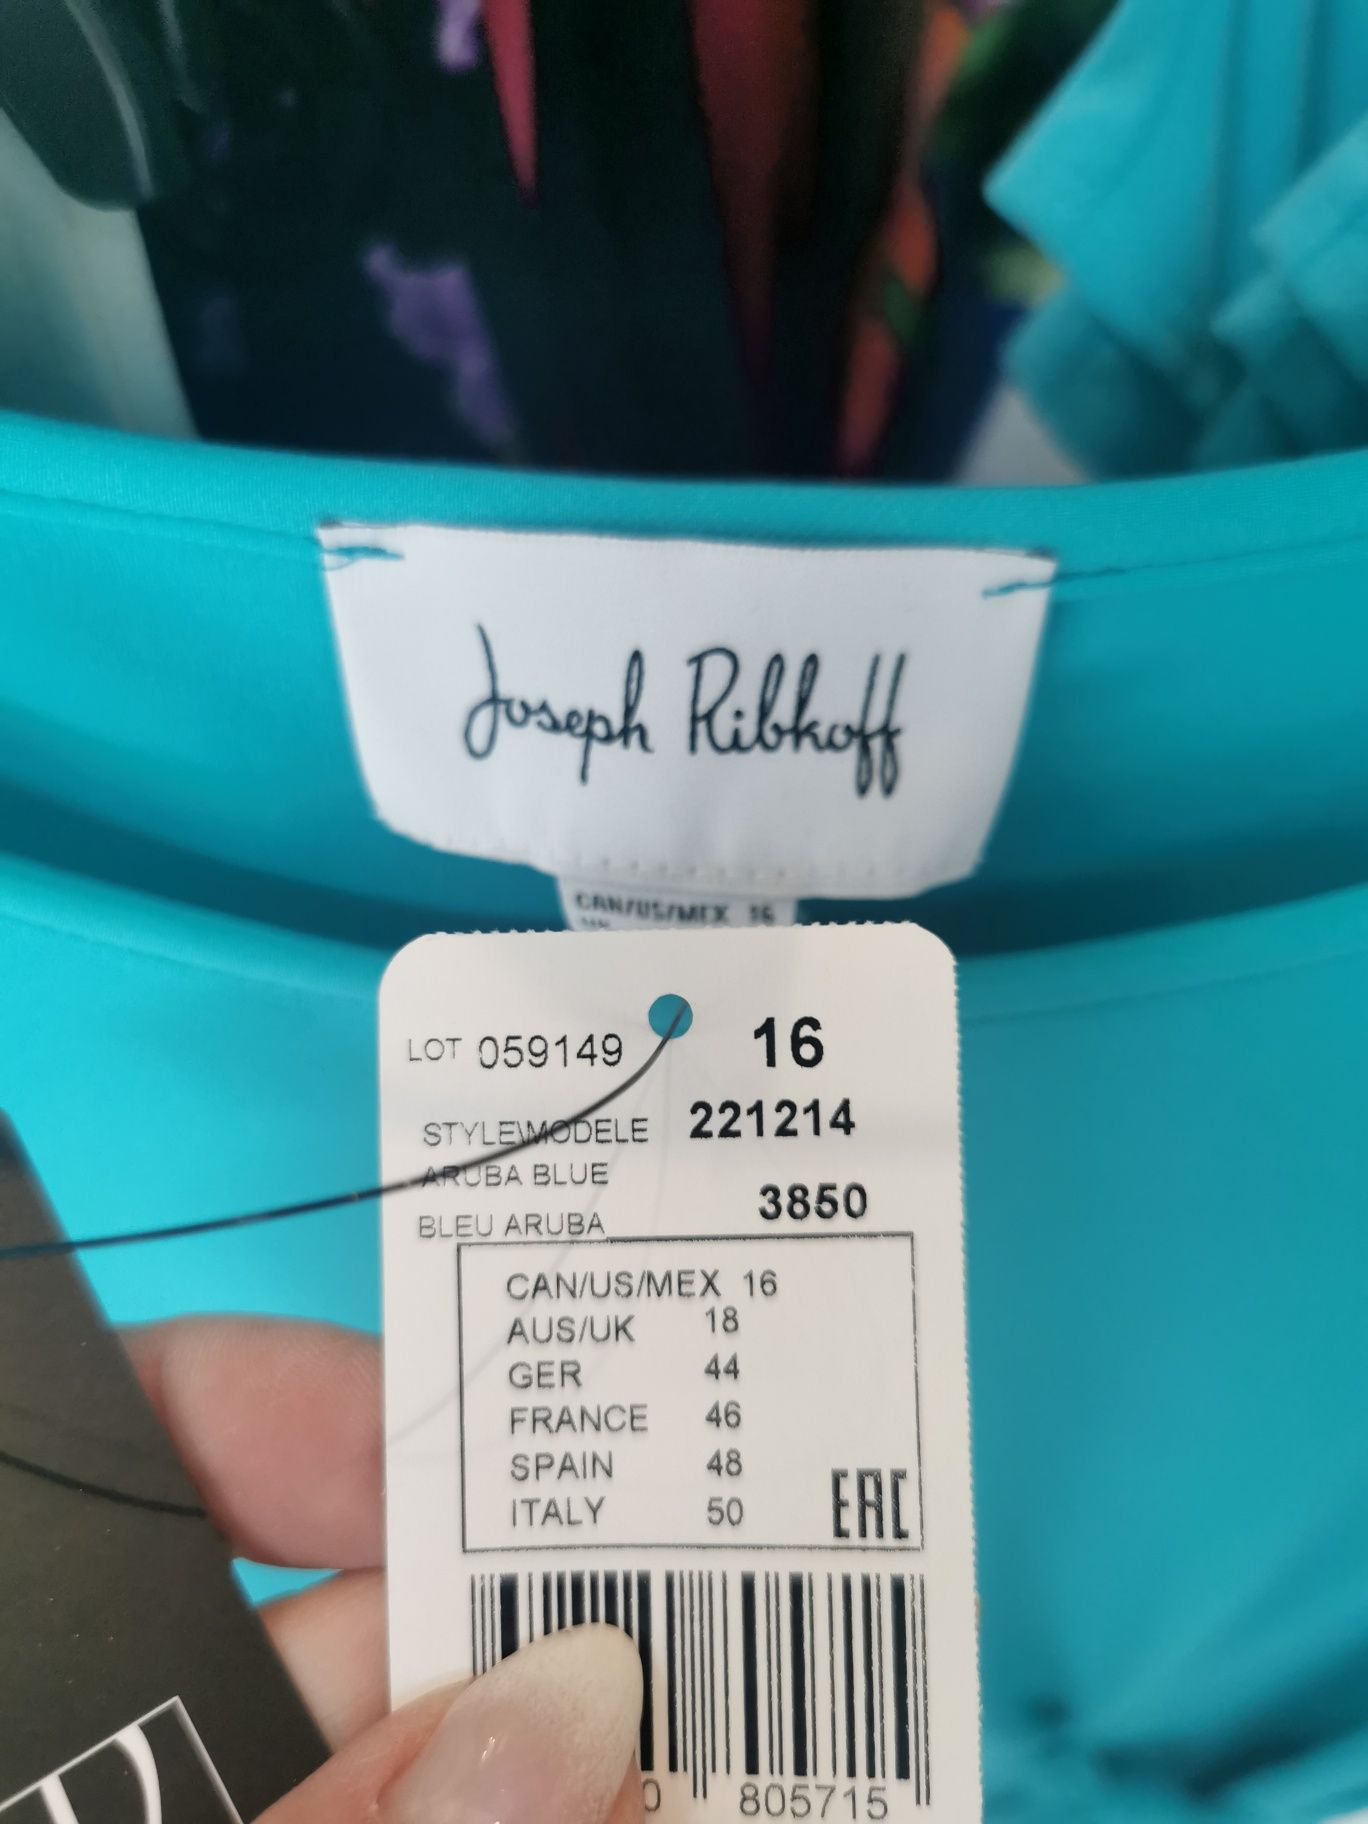 Joseph Ribkoff
CAN/US/MEX 16
LOT 059149 16
STYLE\MODELE 221214
ARUBA BLUE
3850
BLEU ARUBA
CAN/US/MEX 16
AUS/UK 18
GER 44
FRANCE 46
SPAIN 48
ITALY 50
EAC
0 805715